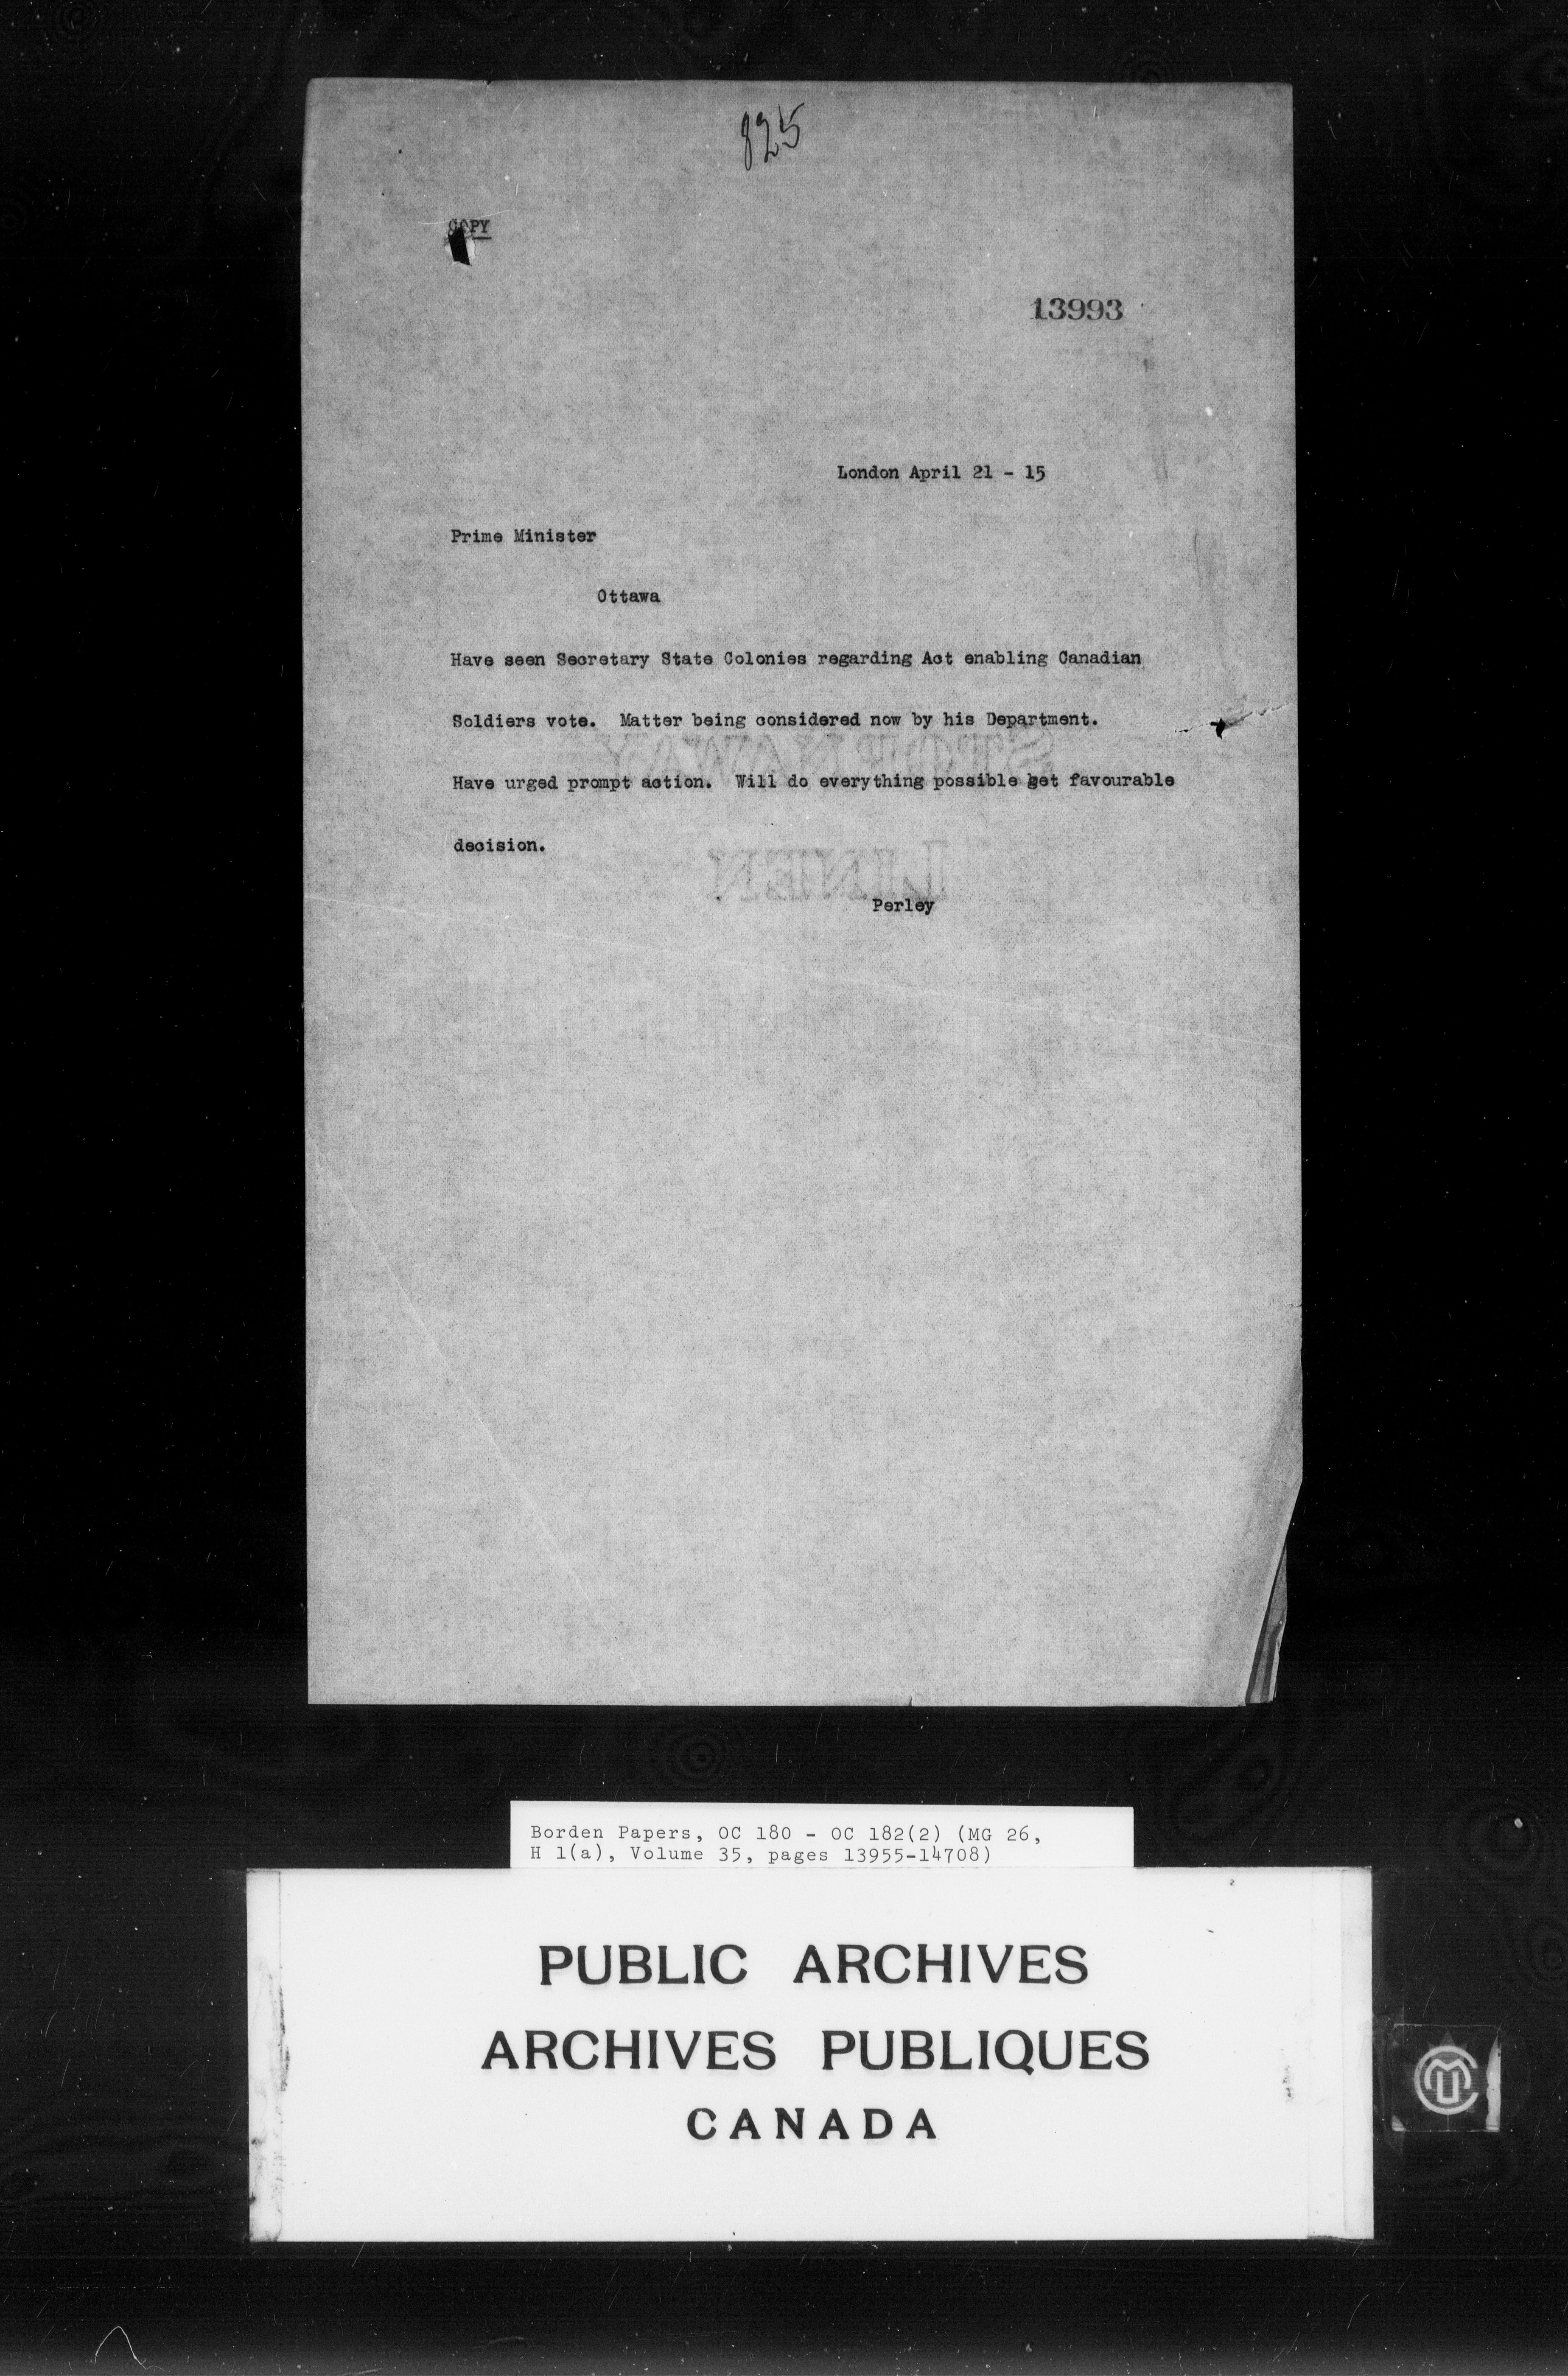 825
COPY
13993
London April 21 - 15
Prime Minister
Ottawa
Have seen Secretary State Colonies regarding Act enabling Canadian
Soldiers vote. Matter being considered now by his Department.
Have urged prompt action. Will do everything possible get favourable
decision.
LINEN
Perley
Borden Papers, OC 180 - OC 182(2) (MG 26,
H 1(a), Volume 35, pages 13955-14708)
PUBLIC ARCHIVES
ARCHIVES PUBLIQUES
CANADA